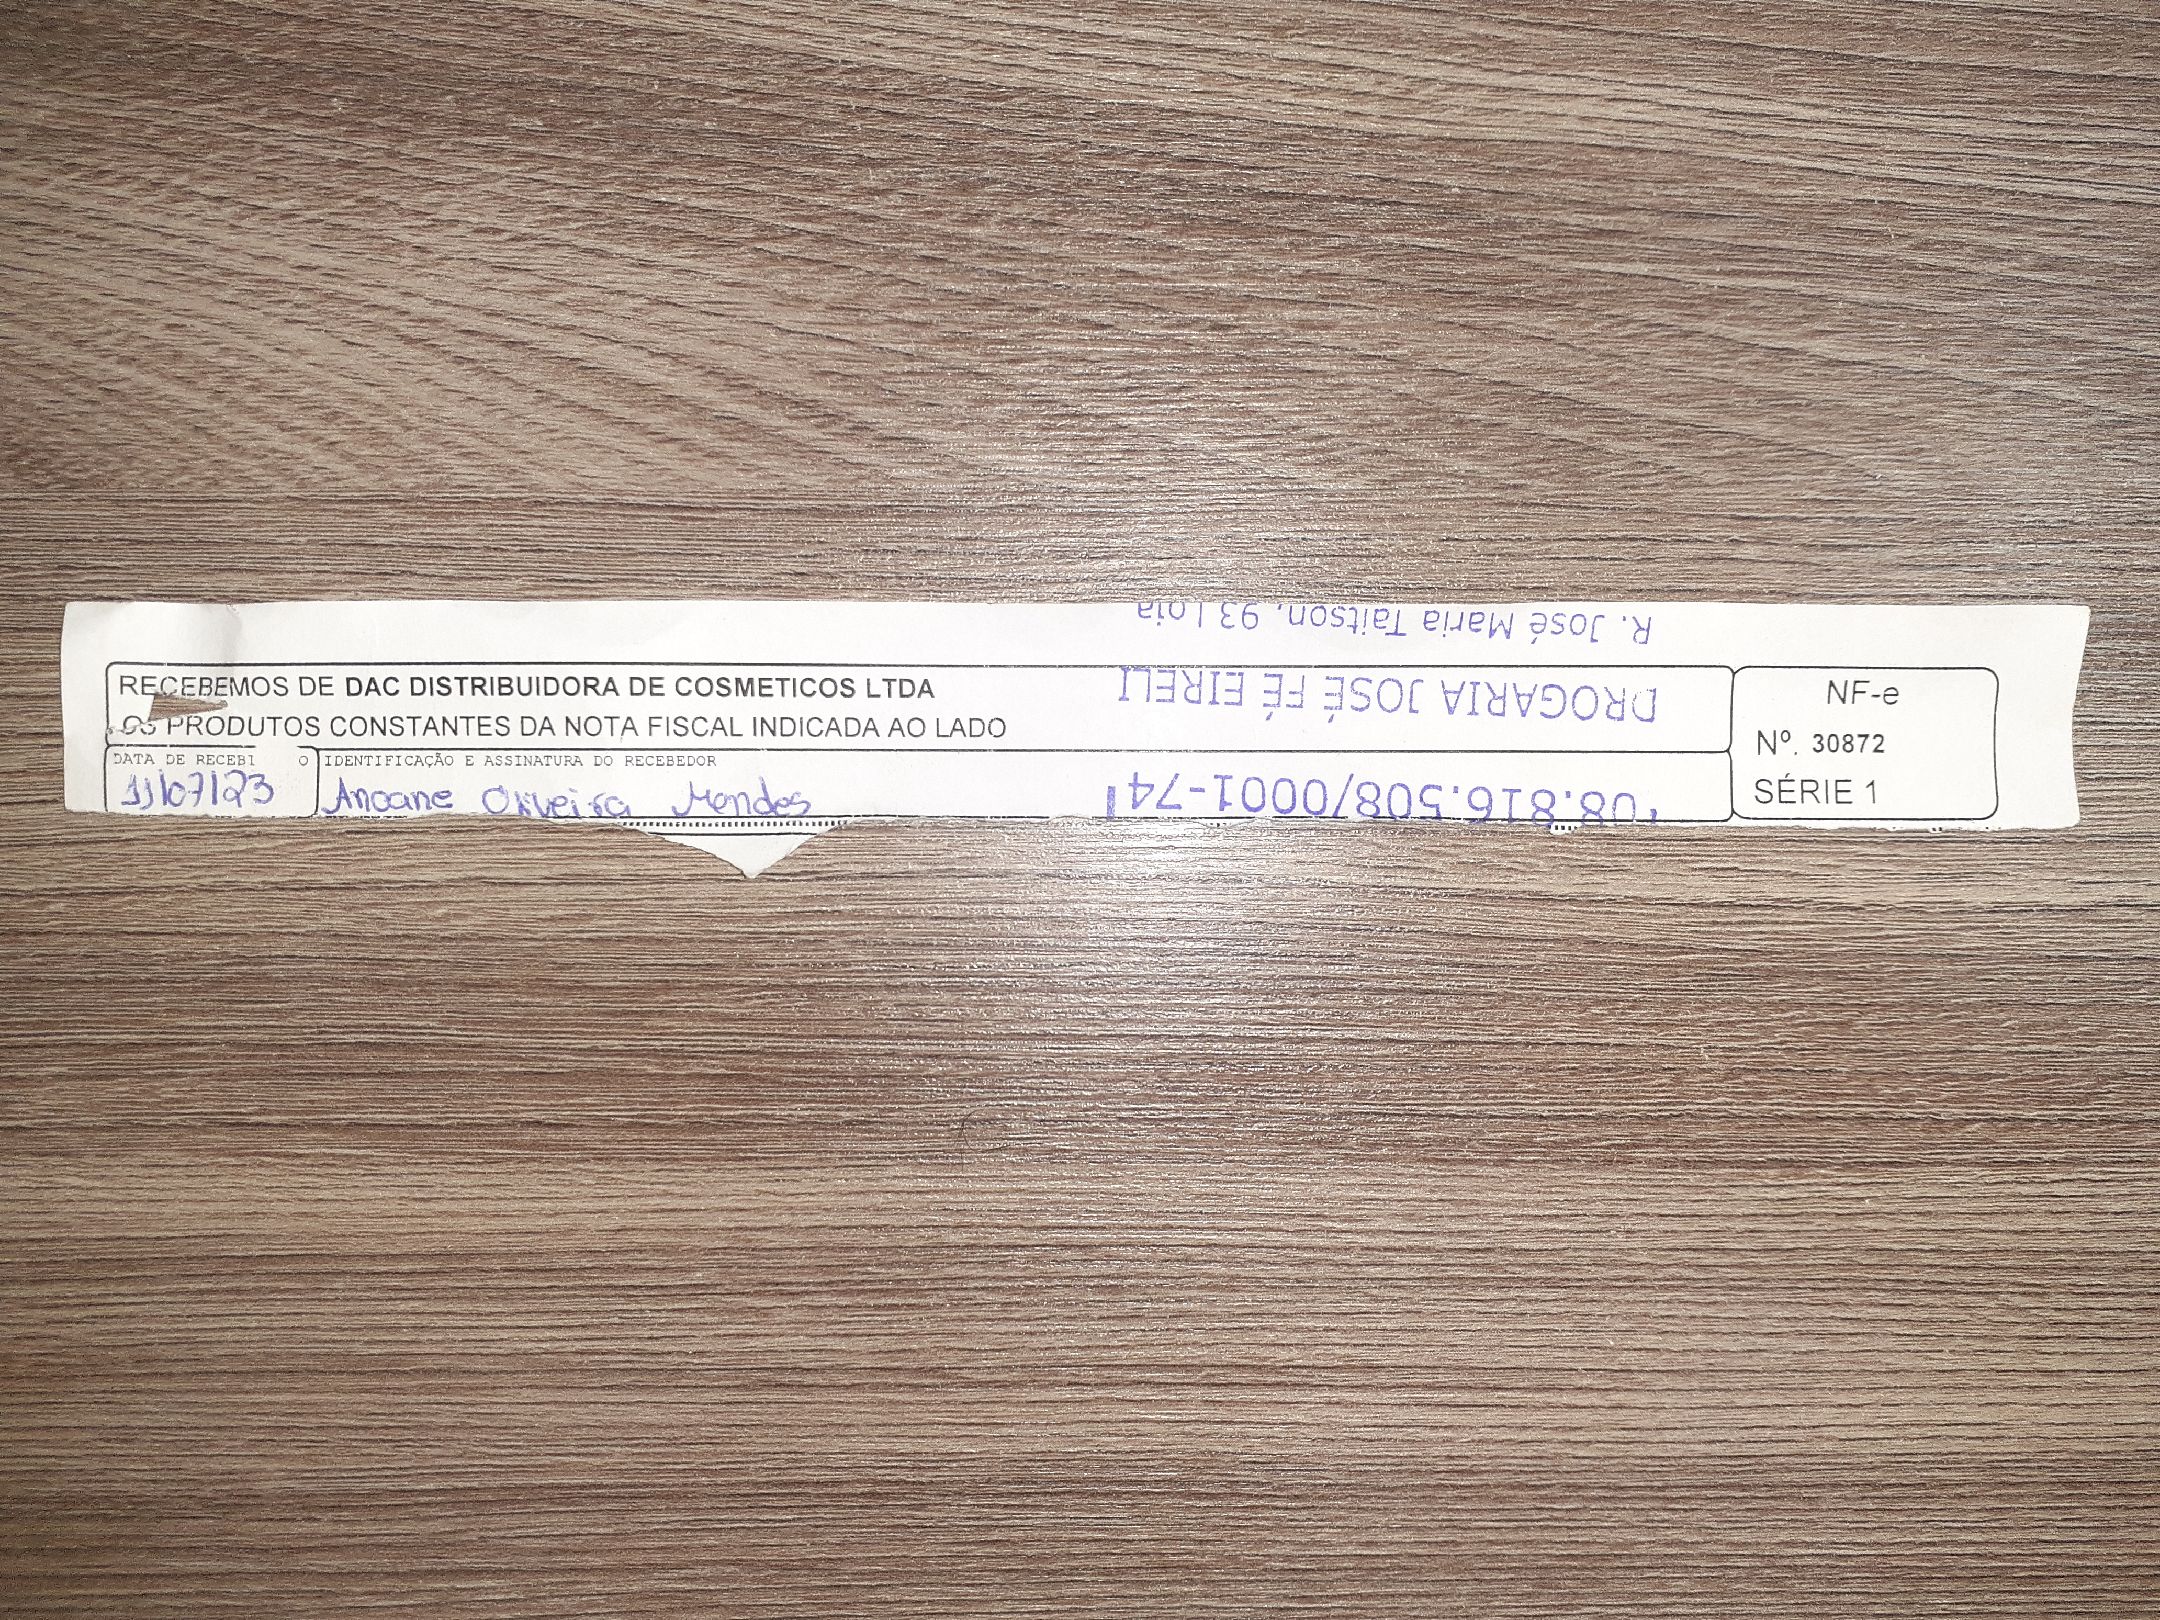 RECEBEMOS DE DAC DISTRIBUIDORA DE COSMETICOS LTDA
OS PRODUTOS CONSTANTES DA NOTA FISCAL INDICADA AO LADO
DATA DE RECEBI O
11/07/23
IDENTIFICAÇÃO E ASSINATURA DO RECEBEDOR
Oliveira Mendes
NF-e
Nº. 30872
SÉRIE 1
08.816.508/0001-74
DROGARIA JOSÉ FÉ EIRELI
R. José Maria Taitson, 93 Loja